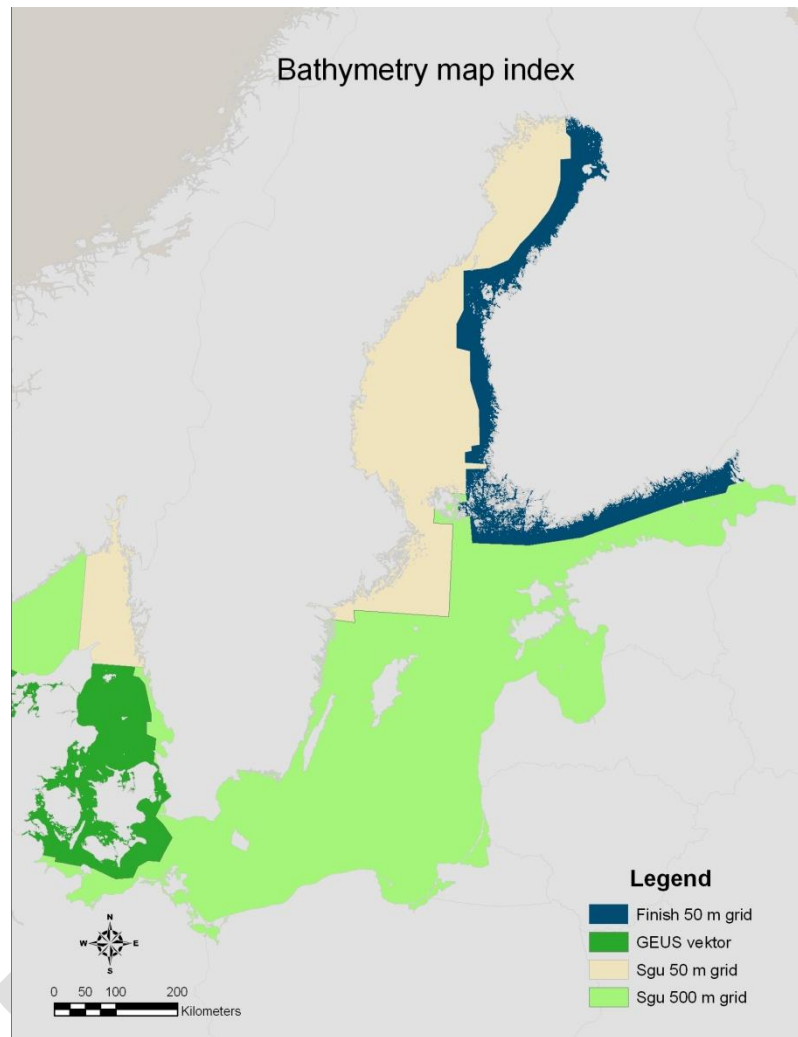 Bathymetry map index
Legend
Finish 50 m grid
GEUS vektor
Sgu 50 m grid
Sgu 500 m grid
N
W E
S
0 50 100 200
Kilometers